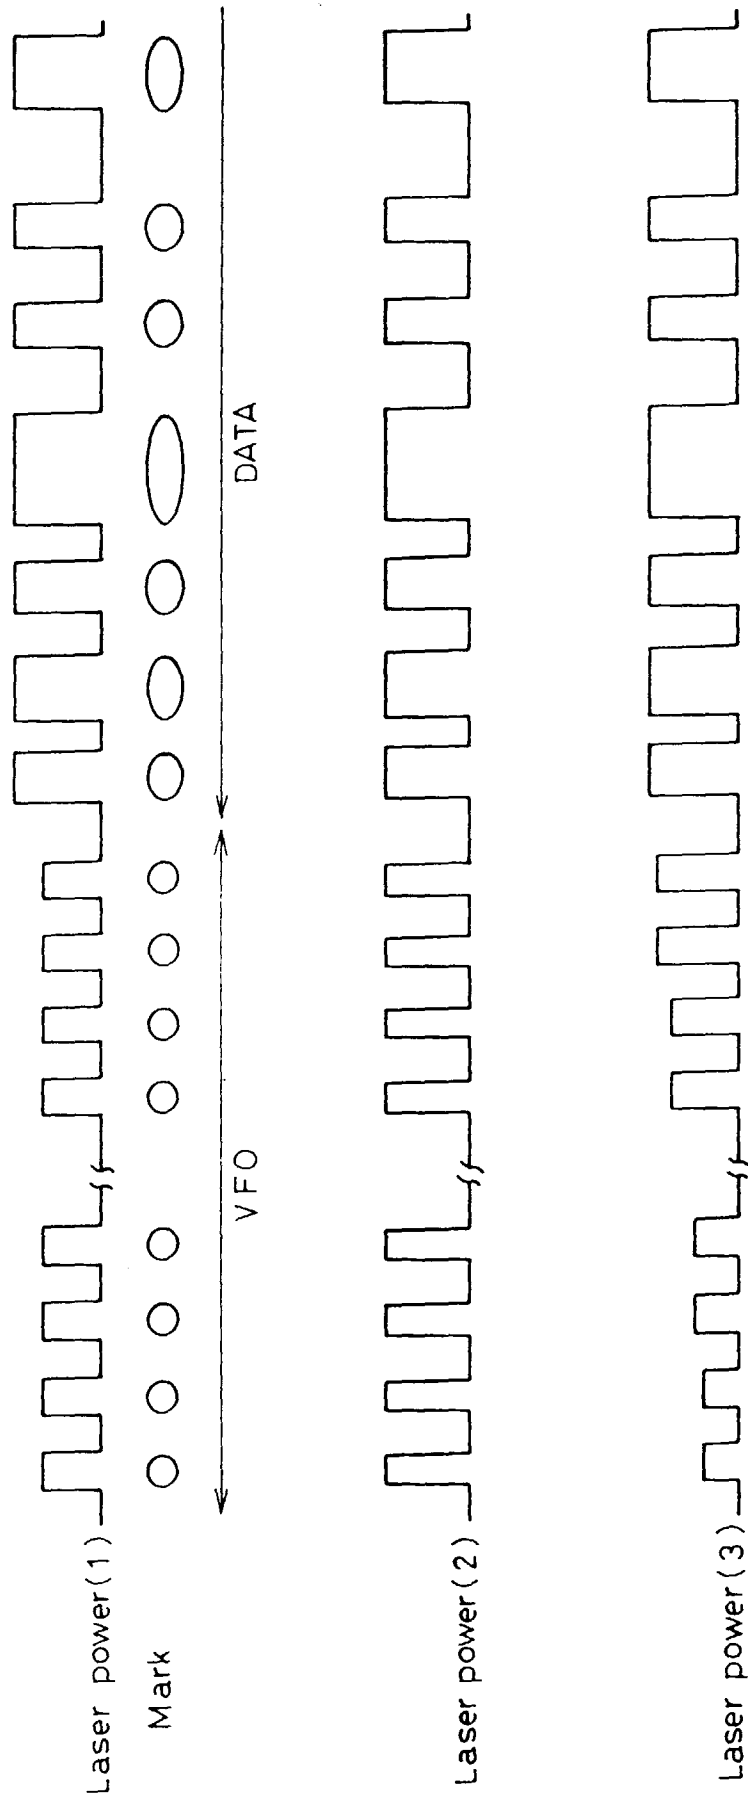 Laser power(1)
Mark
VFO
DATA
Laser power(2)
Laser power(3)